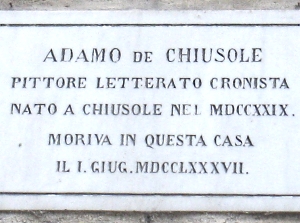 ADAMO DE CHIUSOLE
PITTORE LETTERATO CRONISTA
NATO A CHIUSOLE NEL MDCCXXIX.
MORIVA IN QUESTA CASA
IL I. GIUG. MDCCLXXXVII.